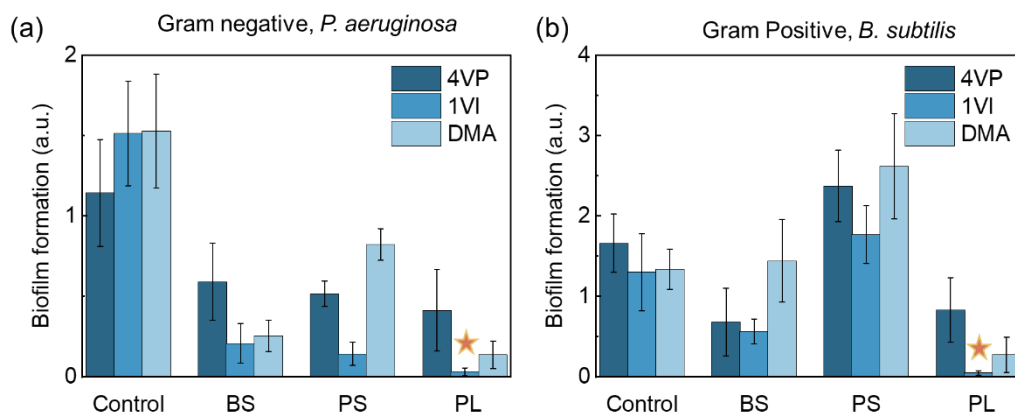 (a) Gram negative, P. aeruginosa
2
1
0
Biofilm formation (a.u.)
4VP
1VI
DMA
Control BS PS PL
(b) Gram Positive, B. subtilis
4
3
2
1
0
Biofilm formation (a.u.)
4VP
1VI
DMA
Control BS PS PL